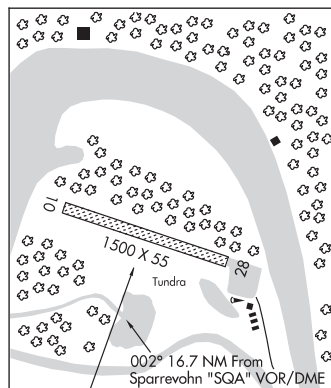 10
1500 X 55
28
Tundra
002° 16.7 NM From
Sparrevohn "SQA" VOR/DME